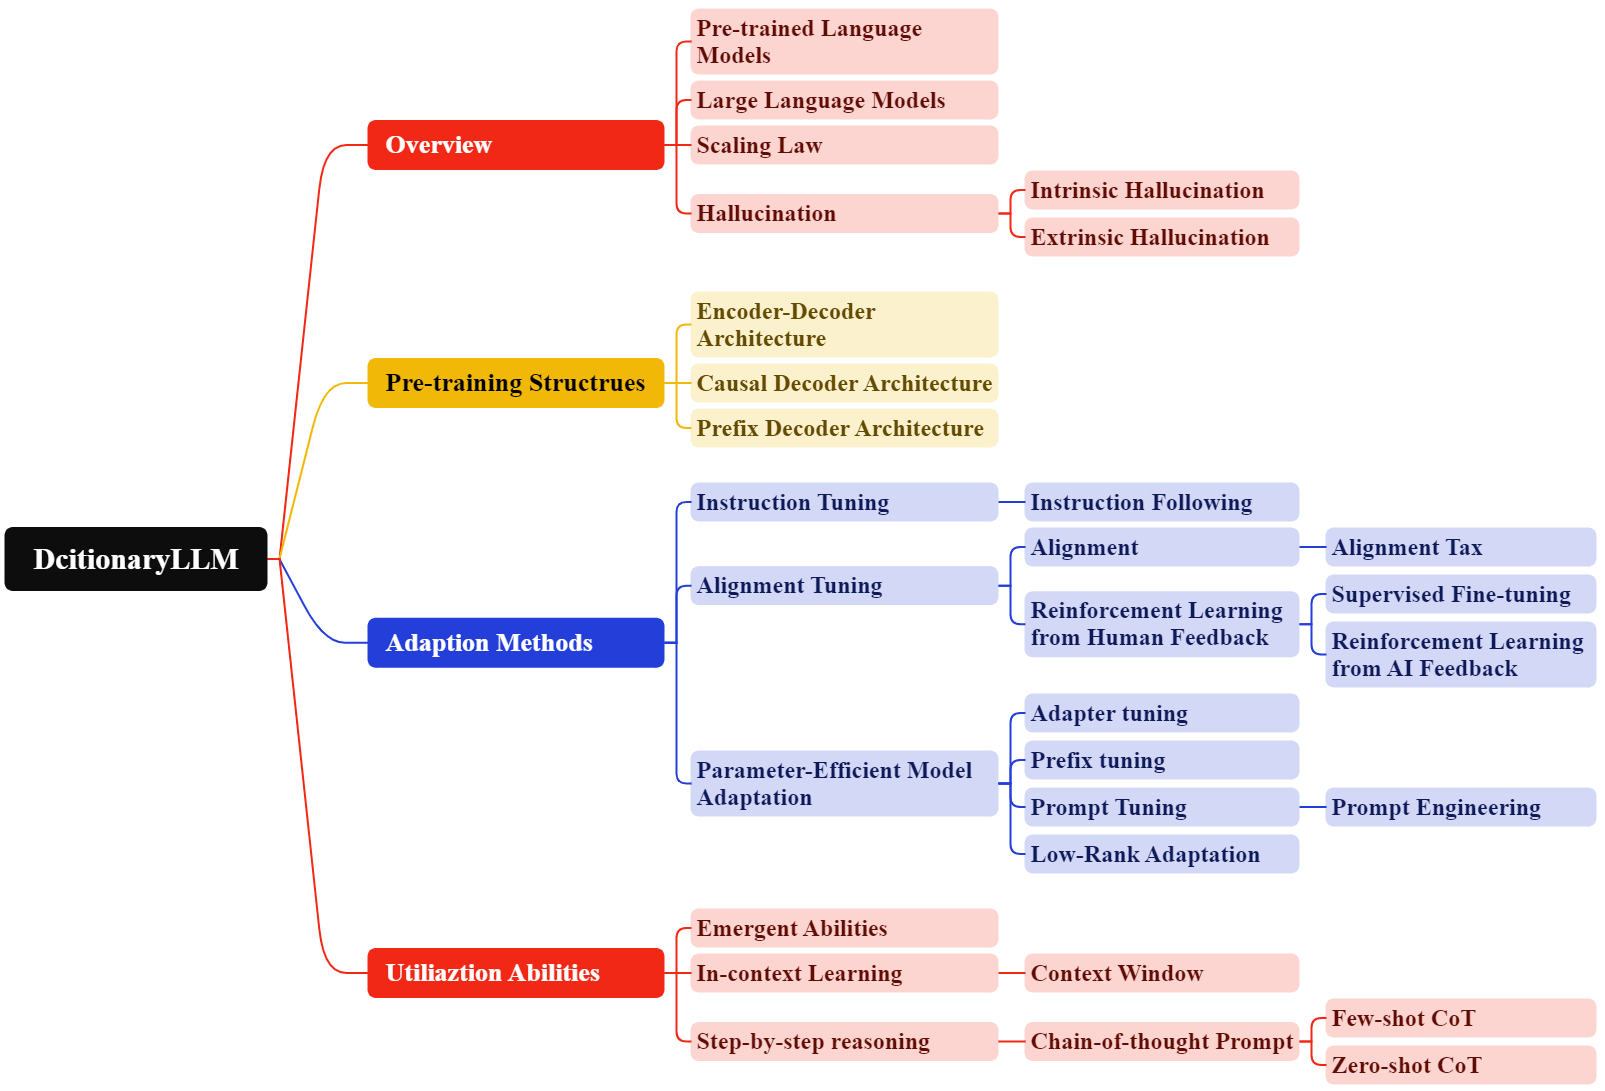 DcitionaryLLM
Overview
Pre-trained Language
Models
Large Language Models
Scaling Law
Hallucination
Intrinsic Hallucination
Extrinsic Hallucination
Pre-training Structrues
Encoder-Decoder
Architecture
Causal Decoder Architecture
Prefix Decoder Architecture
Adaption Methods
Instruction Tuning
Instruction Following
Alignment Tuning
Alignment
Alignment Tax
Reinforcement Learning
from Human Feedback
Supervised Fine-tuning
Reinforcement Learning
from AI Feedback
Parameter-Efficient Model
Adaptation
Adapter tuning
Prefix tuning
Prompt Tuning
Prompt Engineering
Low-Rank Adaptation
Utiliaztion Abilities
Emergent Abilities
In-context Learning
Context Window
Step-by-step reasoning
Chain-of-thought Prompt
Few-shot CoT
Zero-shot CoT